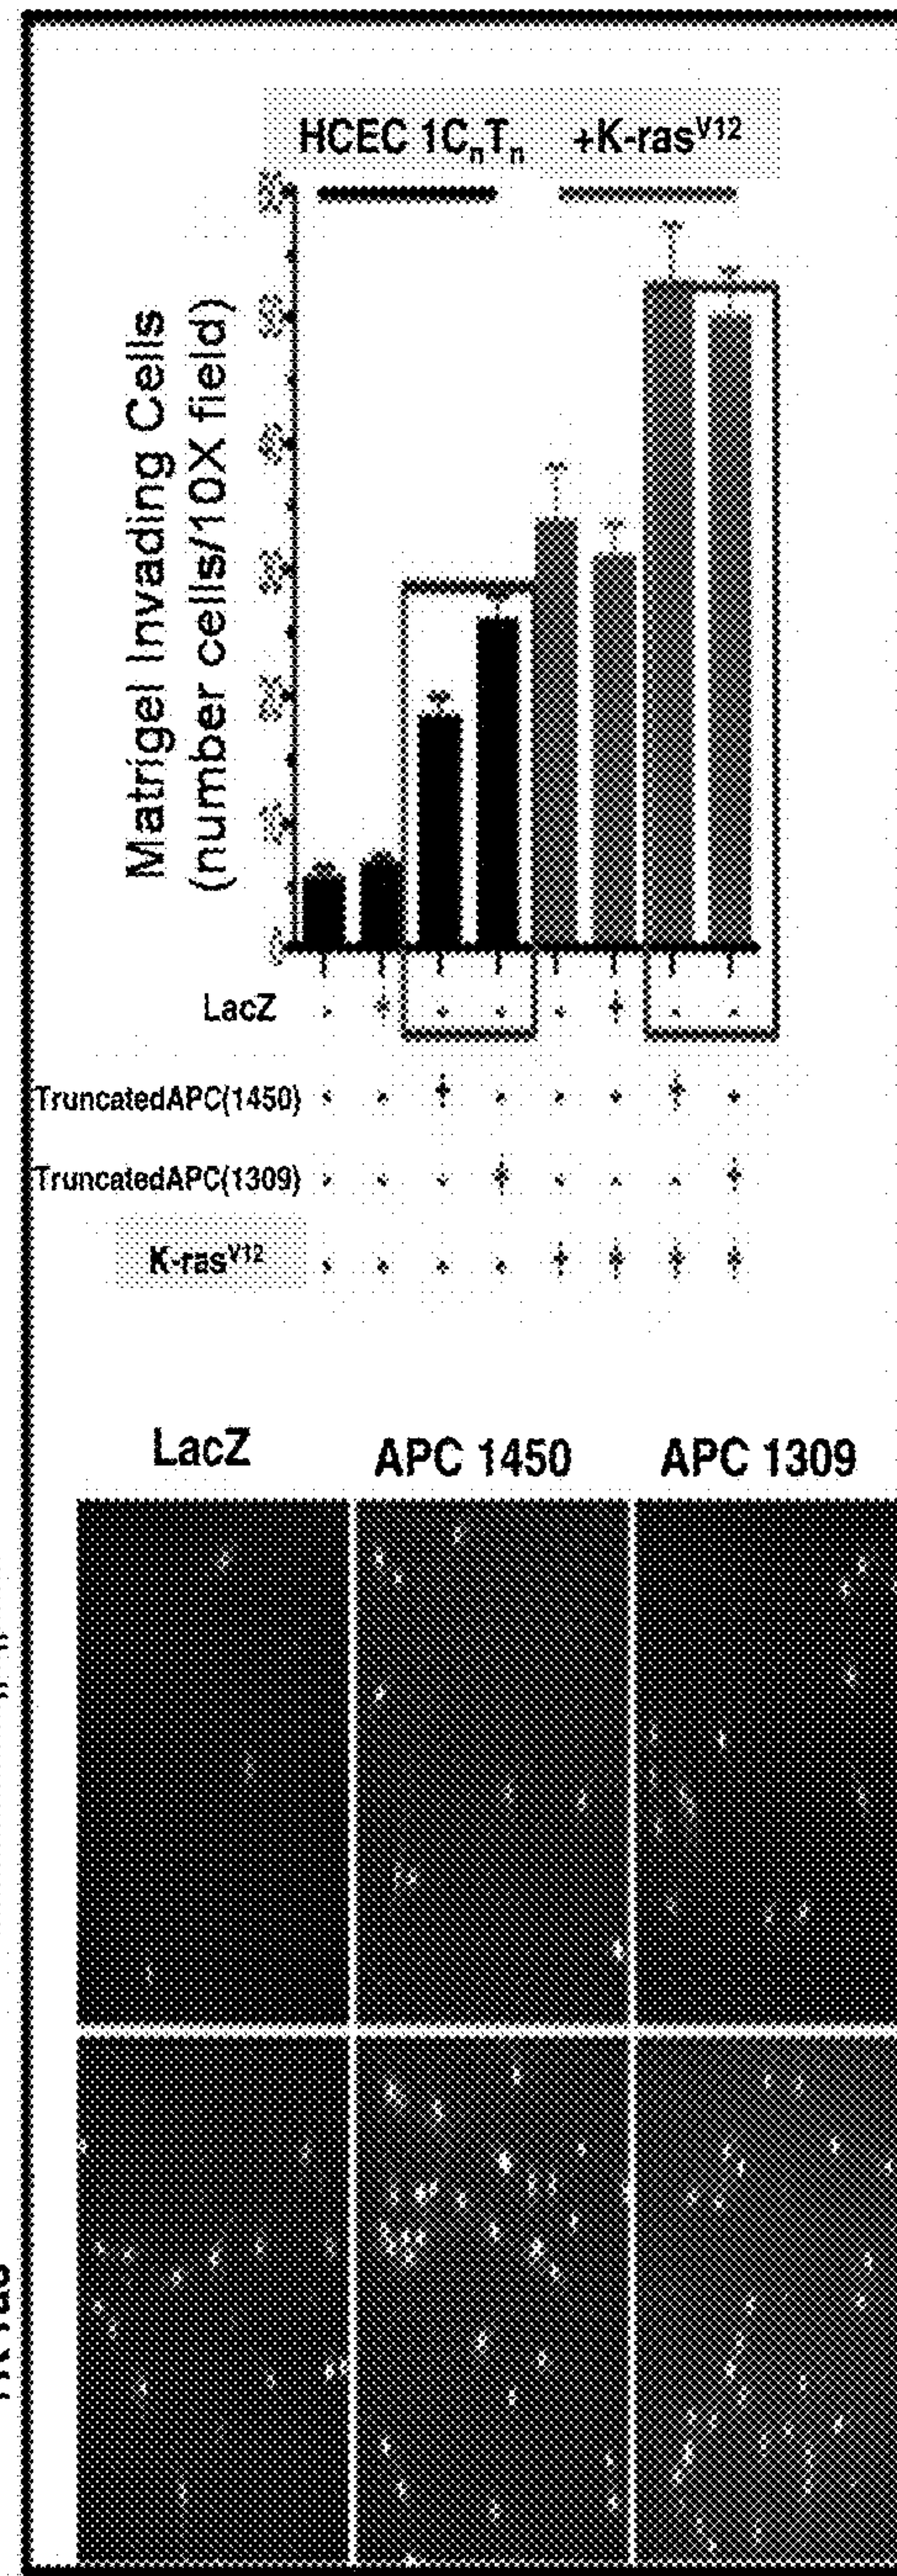 HCEC 1CnTn +K-rasV12
Matrigel Invading Cells
(number cells/10X field)
LacZ - + - - - + - -
TruncatedAPC(1450) - - + - - - + -
TruncatedAPC(1309) - - - + - - - +
K-rasV12 - - - - + + + +
LacZ APC 1450 APC 1309